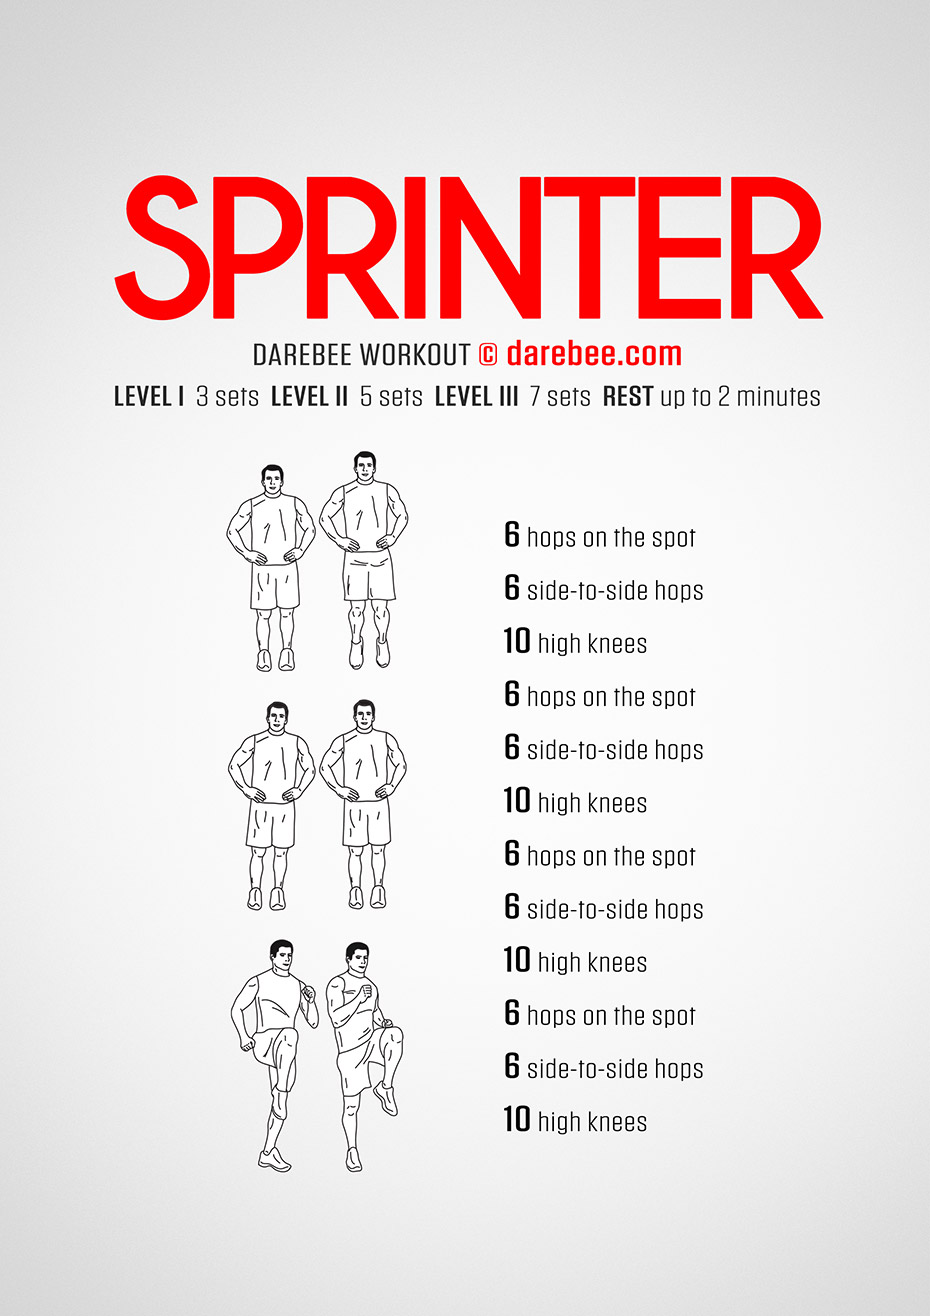 SPRINTER
DAREBEE WORKOUT © darebee.com
LEVEL I 3 sets LEVEL II 5 sets LEVEL III 7 sets REST up to 2 minutes
6 hops on the spot
6 side-to-side hops
10 high knees
6 hops on the spot
6 side-to-side hops
10 high knees
6 hops on the spot
6 side-to-side hops
10 high knees
6 hops on the spot
6 side-to-side hops
10 high knees